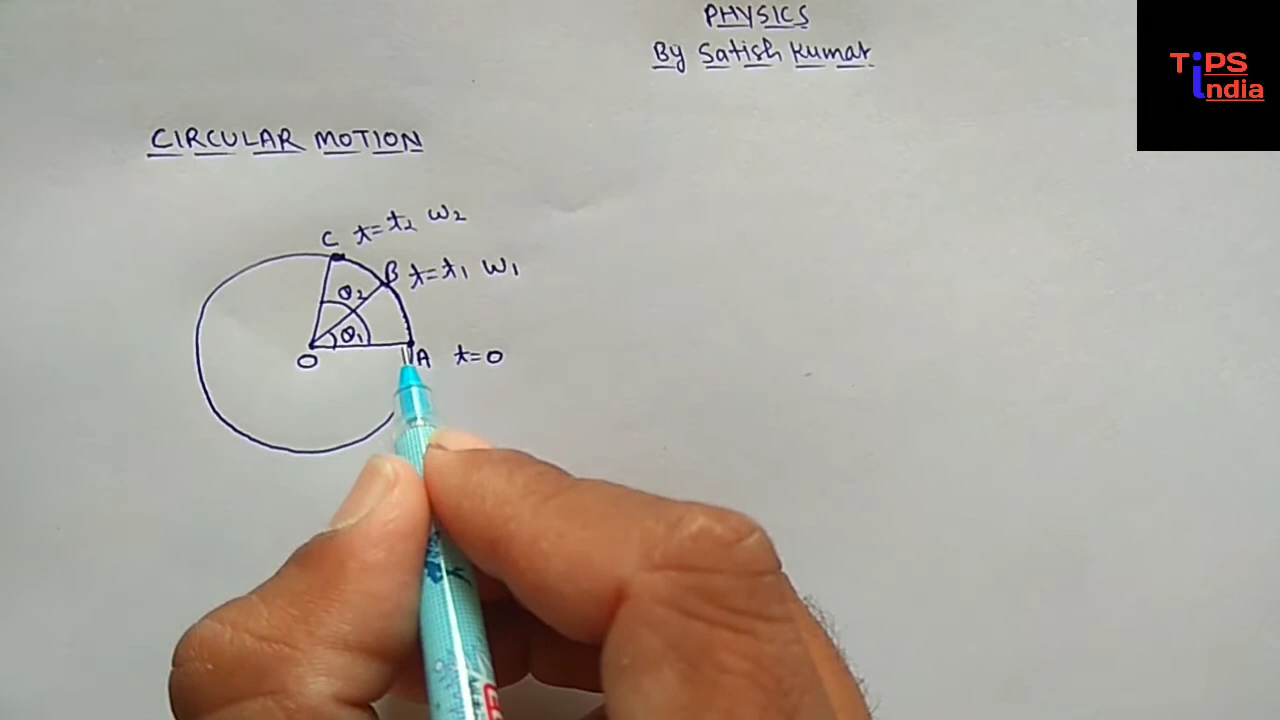 PHYSICS
By Satish Kumar
TiPS
india
CIRCULAR MOTION
C t=t₂ ω₂
B t=t₁ ω₁
θ₂
θ₁
O
A t=0